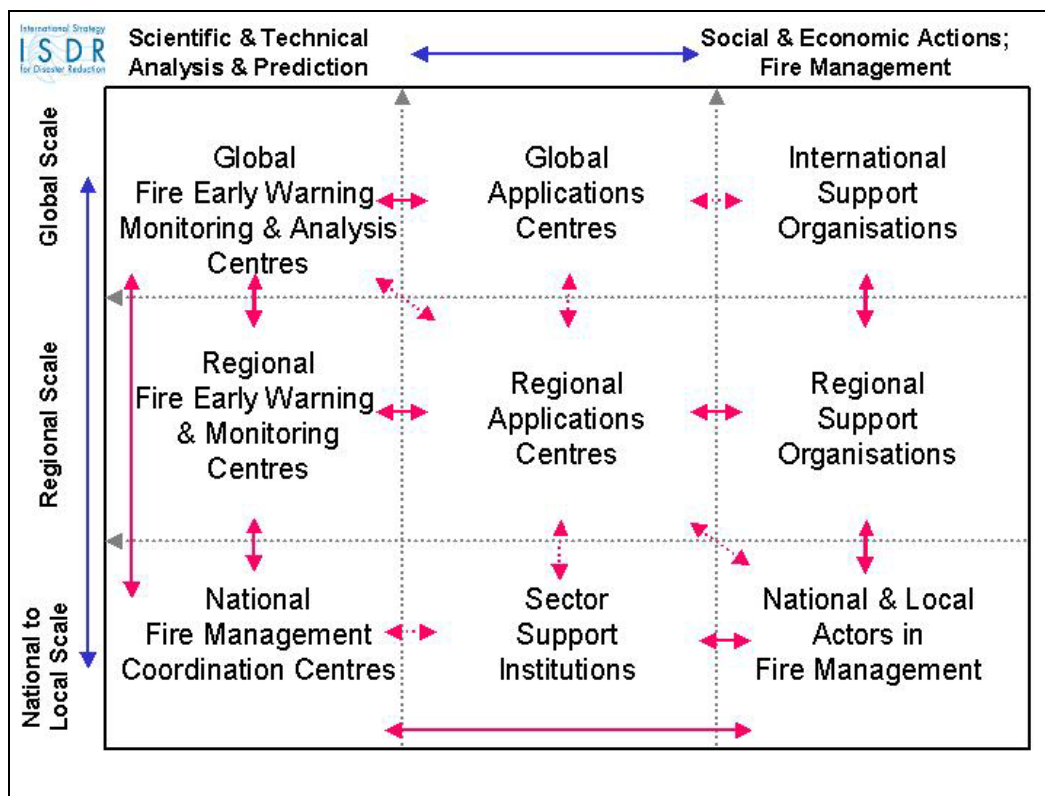 International Strategy
ISDR
for Disaster Reduction
Scientific & Technical
Analysis & Prediction
Social & Economic Actions;
Fire Management
Global Scale
Global
Fire Early Warning
Monitoring & Analysis
Centres
Global
Applications
Centres
International
Support
Organisations
Regional Scale
Regional
Fire Early Warning
& Monitoring
Centres
Regional
Applications
Centres
Regional
Support
Organisations
National to
Local Scale
National
Fire Management
Coordination Centres
Sector
Support
Institutions
National & Local
Actors in
Fire Management